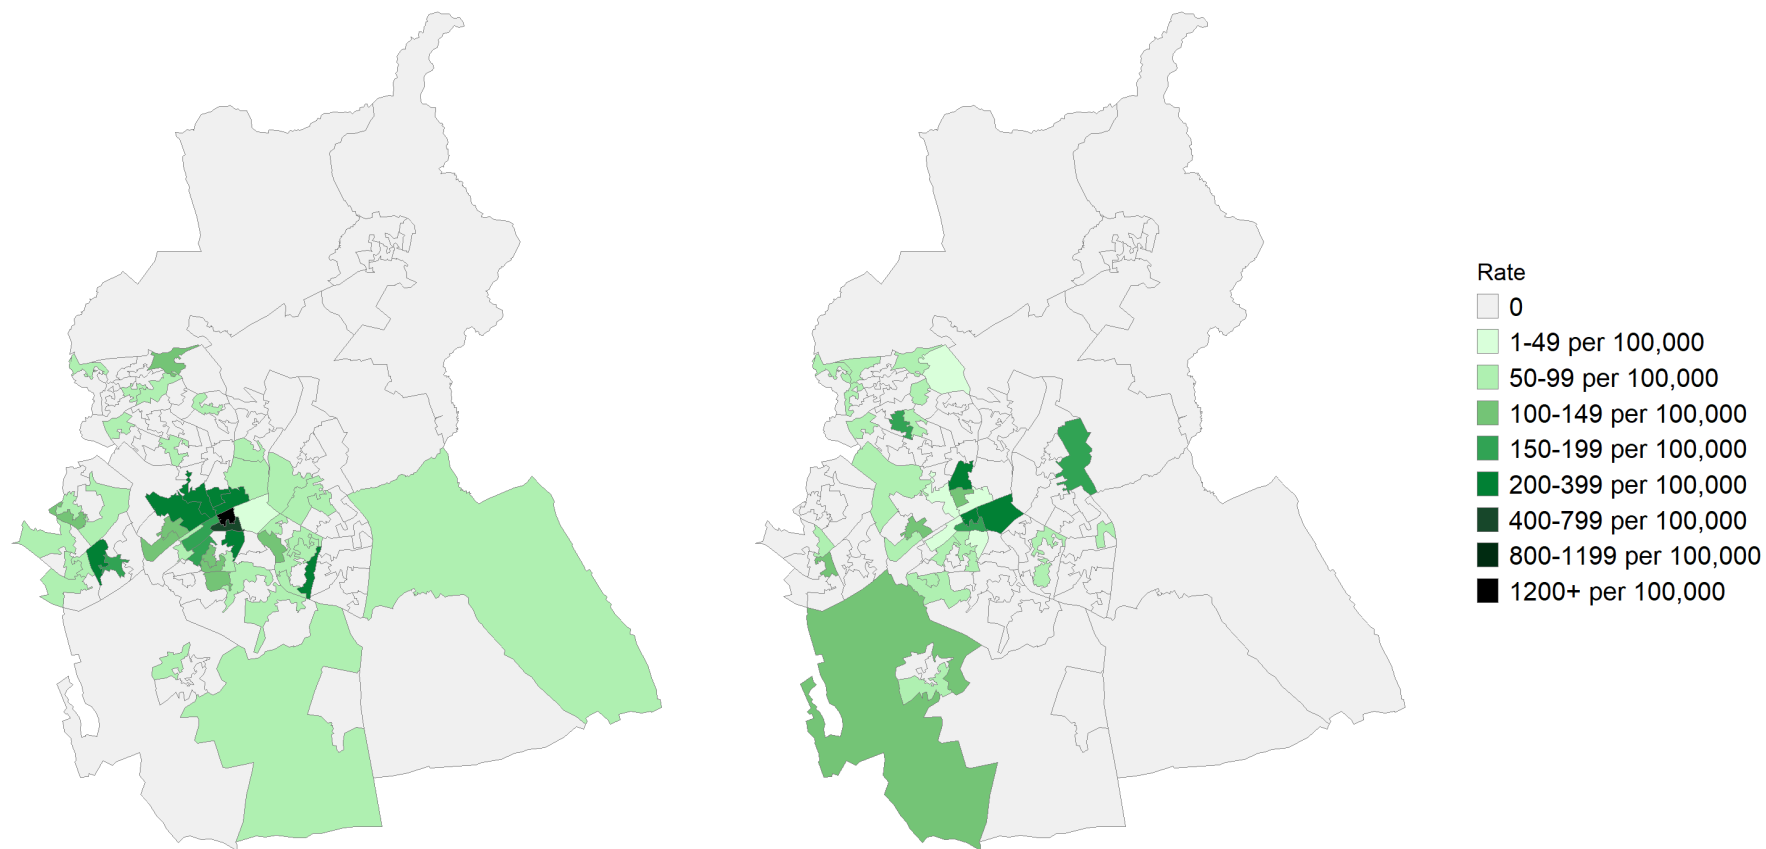 Rate
0
1-49 per 100,000
50-99 per 100,000
100-149 per 100,000
150-199 per 100,000
200-399 per 100,000
400-799 per 100,000
800-1199 per 100,000
1200+ per 100,000